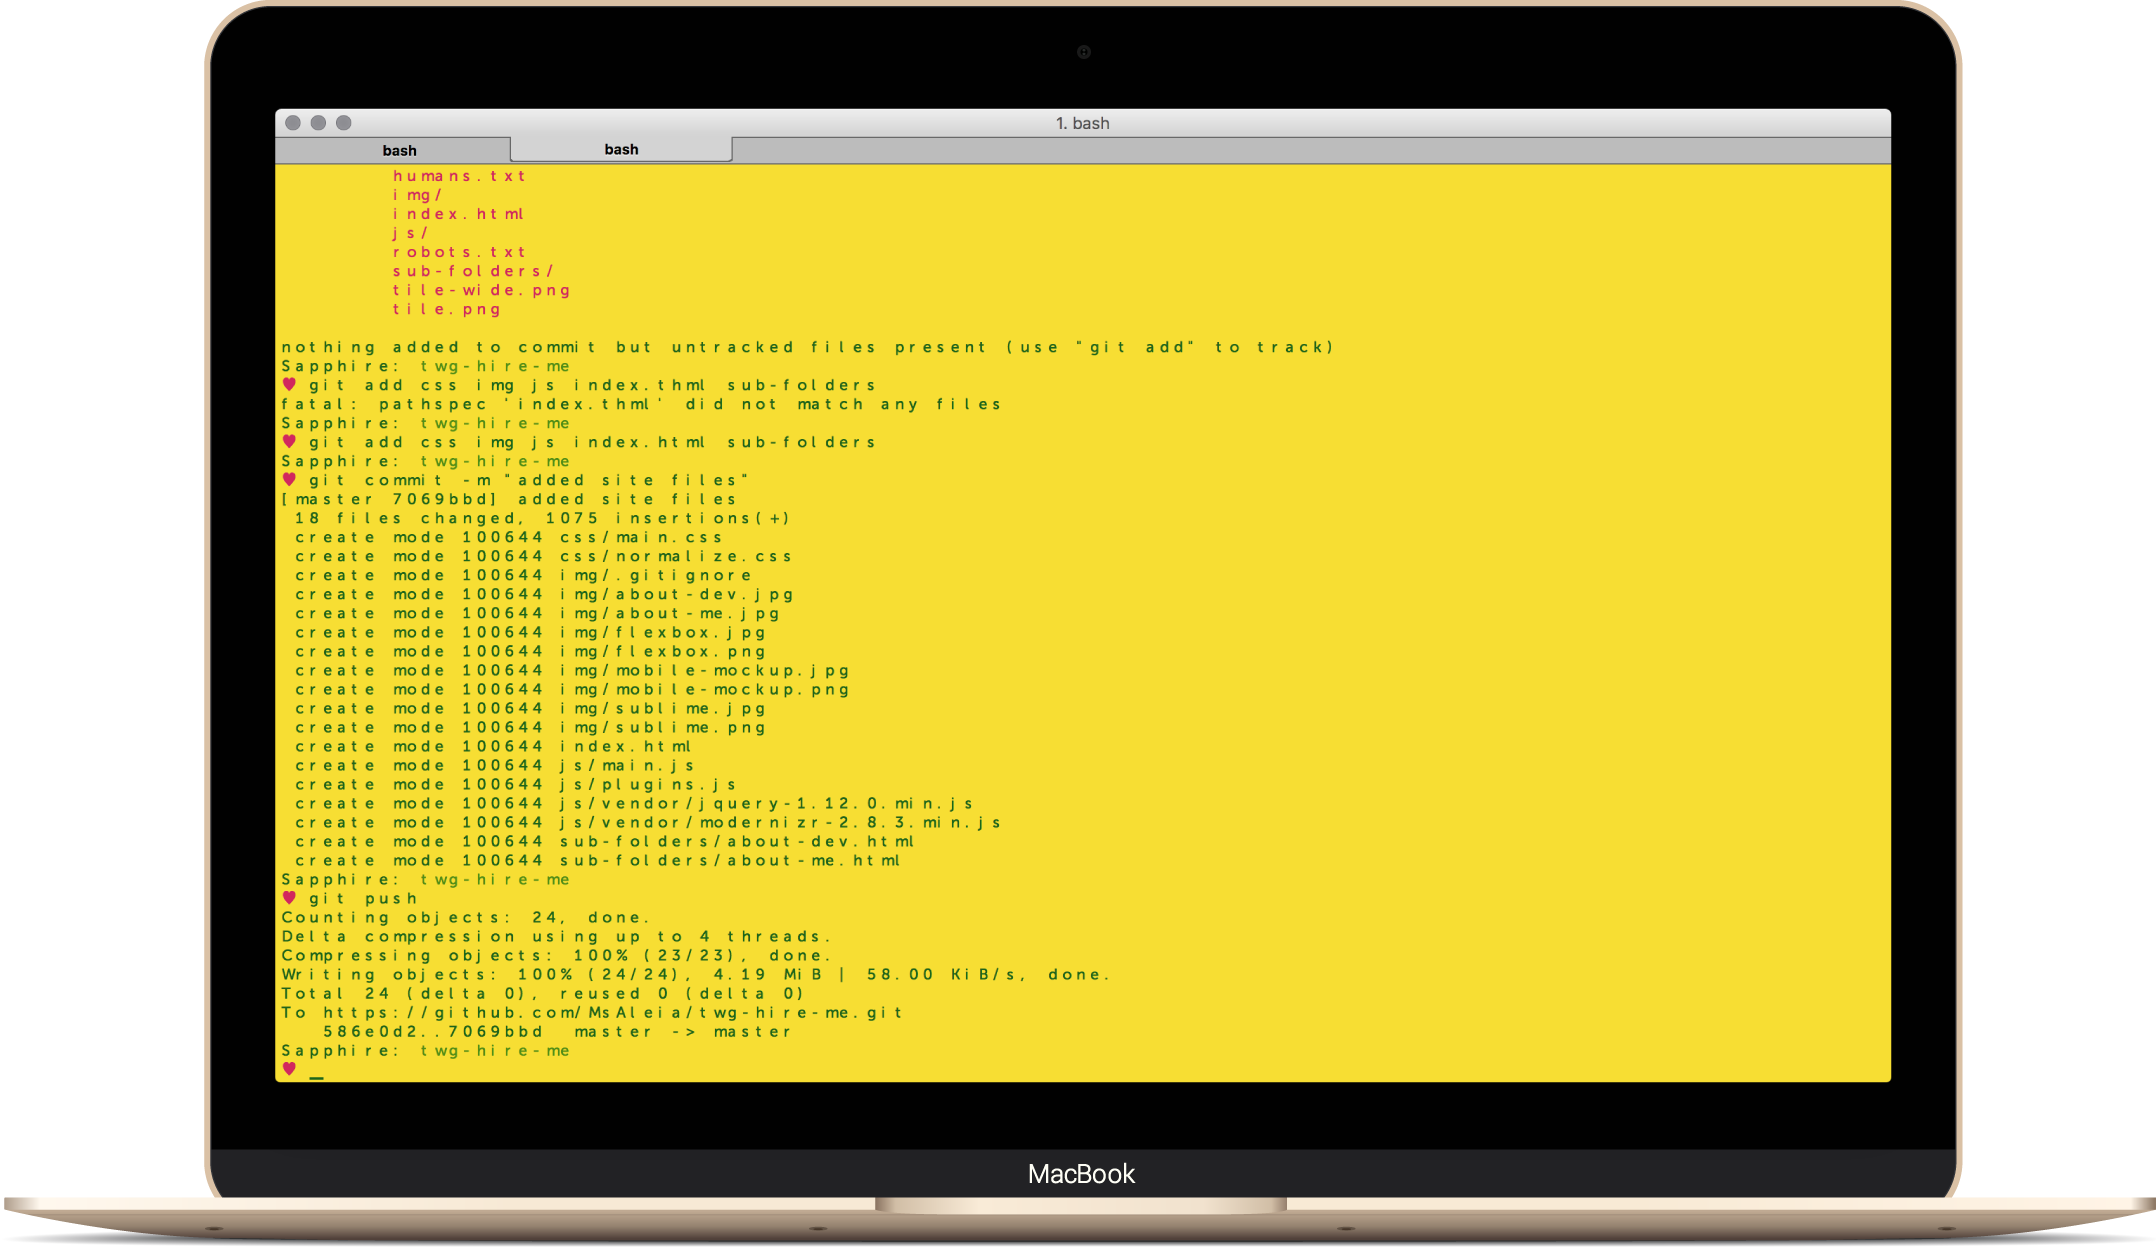 1. bash
bash
bash
humans.txt
img/
index.html
js/
robots.txt
sub-folders/
tile-wide.png
tile.png
nothing added to commit but untracked files present (use "git add" to track)
Sapphire: twg-hire-me
♥ git add css img js index.thml sub-folders
fatal: pathspec 'index.thml' did not match any files
Sapphire: twg-hire-me
♥ git add css img js index.html sub-folders
Sapphire: twg-hire-me
♥ git commit -m "added site files"
[master 7069bbd] added site files
18 files changed, 1075 insertions(+)
create mode 100644 css/main.css
create mode 100644 css/normalize.css
create mode 100644 img/.gitignore
create mode 100644 img/about-dev.jpg
create mode 100644 img/about-me.jpg
create mode 100644 img/flexbox.jpg
create mode 100644 img/flexbox.png
create mode 100644 img/mobile-mockup.jpg
create mode 100644 img/mobile-mockup.png
create mode 100644 img/sublime.jpg
create mode 100644 img/sublime.png
create mode 100644 index.html
create mode 100644 js/main.js
create mode 100644 js/plugins.js
create mode 100644 js/vendor/jquery-1.12.0.min.js
create mode 100644 js/vendor/modernizr-2.8.3.min.js
create mode 100644 sub-folders/about-dev.html
create mode 100644 sub-folders/about-me.html
Sapphire: twg-hire-me
♥ git push
Counting objects: 24, done.
Delta compression using up to 4 threads.
Compressing objects: 100% (23/23), done.
Writing objects: 100% (24/24), 4.19 MiB | 58.00 KiB/s, done.
Total 24 (delta 0), reused 0 (delta 0)
To https://github.com/MsAleia/twg-hire-me.git
586e0d2..7069bbd master -> master
Sapphire: twg-hire-me
♥ _
MacBook